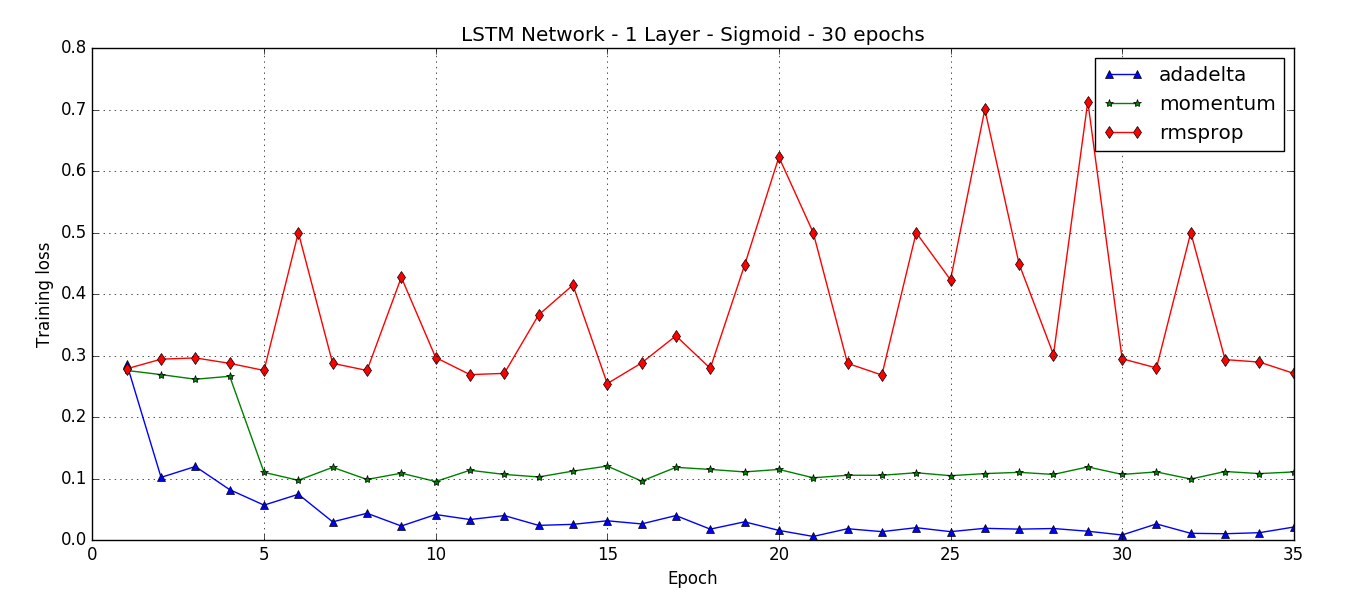 LSTM Network - 1 Layer - Sigmoid - 30 epochs
0.8
0.7
0.6
0.5
0.4
0.3
0.2
0.1
0.0
Training loss
adadelta
momentum
rmsprop
0 5 10 15 20 25 30 35
Epoch